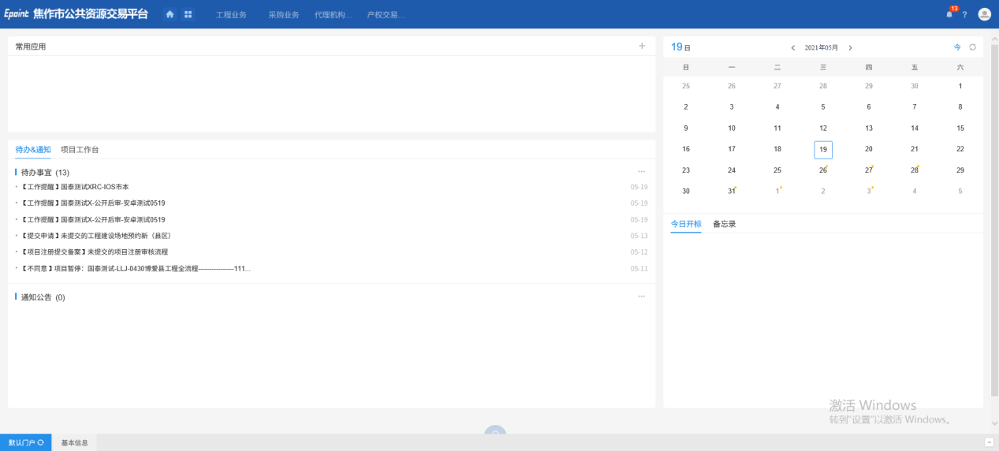 Epoint 焦作市公共资源交易平台 工程业务 采购业务 代理机构... 产权交易... 13 ?
常用应用 +
19日 < 2021年05月 > 今
日 一 二 三 四 五 六
25 26 27 28 29 30 1
2 3 4 5 6 7 8
9 10 11 12 13 14 15
16 17 18 19 20 21 22
23 24 25 26 27 28 29
30 31 1 2 3 4 5
待办&通知 项目工作台
待办事宜 (13) ...
【工作提醒】国泰测试XRC-IOS市本 05-19
【工作提醒】国泰测试X-公开后审-安卓测试0519 05-19
【工作提醒】国泰测试X-公开后审-安卓测试0519 05-19
【提交申请】未提交的工程建设场地预约新（县区） 05-13
【项目注册提交备案】未提交的项目注册审核流程 05-12
【不同意】项目暂停：国泰测试-LLJ-0430博爱县工程全流程-----------------111... 05-11
通知公告 (0) ...
今日开标 备忘录
激活 Windows
转到"设置"以激活 Windows。
默认门户 基本信息